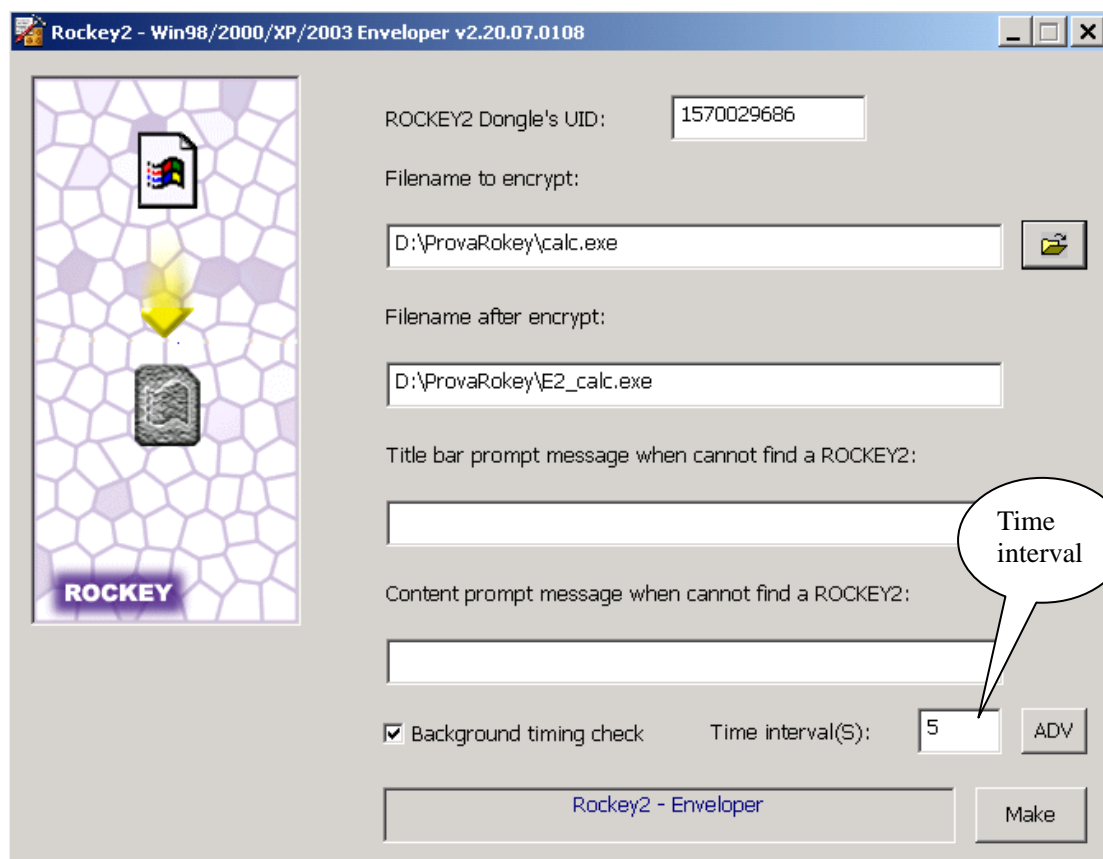 Rockey2 - Win98/2000/XP/2003 Enveloper v2.20.07.0108
ROCKEY2 Dongle's UID: 1570029686
Filename to encrypt:
D:\ProvaRokey\calc.exe
Filename after encrypt:
D:\ProvaRokey\E2_calc.exe
Title bar prompt message when cannot find a ROCKEY2:
Time
interval
ROCKEY
Content prompt message when cannot find a ROCKEY2:
Background timing check Time interval(S): 5 ADV
Rockey2 - Enveloper Make